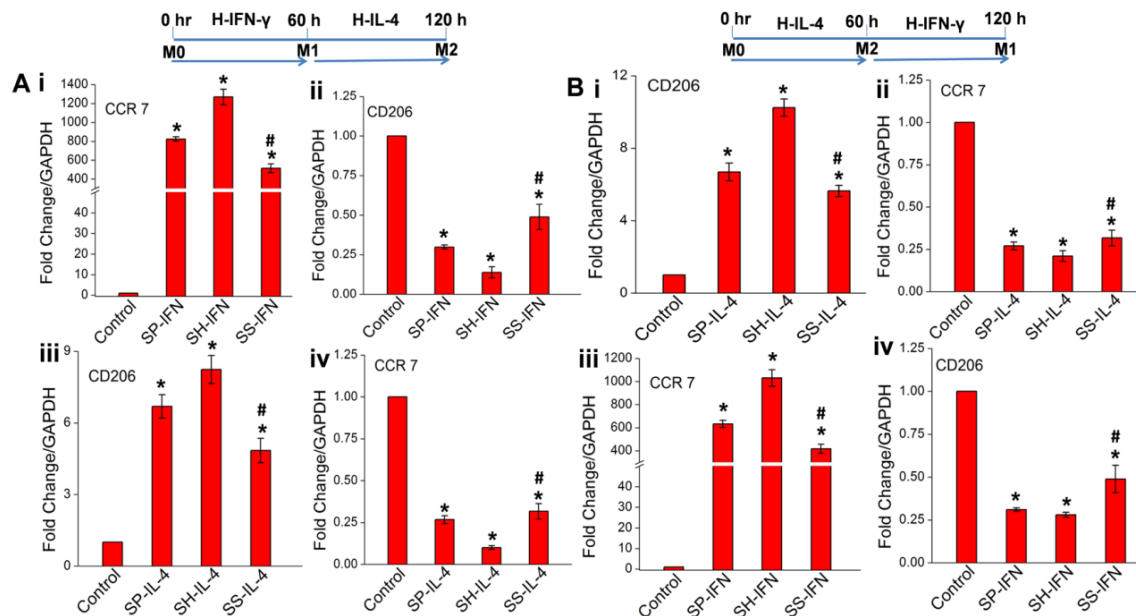 0 hr H-IFN-γ 60 h H-IL-4 120 h
M0 M1 M2
0 hr H-IL-4 60 h H-IFN-γ 120 h
M0 M2 M1
A i
CCR 7
Fold Change/GAPDH
1400
1200
1000
800
600
400
40
30
20
10
0
* * # *
Control SP-IFN SH-IFN SS-IFN
ii
CD206
Fold Change/GAPDH
1.25
1.00
0.75
0.50
0.25
0.00
* * # *
Control SP-IFN SH-IFN SS-IFN
iii
CD206
Fold Change/GAPDH
9
6
3
0
* * # *
Control SP-IL-4 SH-IL-4 SS-IL-4
iv
CCR 7
Fold Change/GAPDH
1.25
1.00
0.75
0.50
0.25
0.00
* * # *
Control SP-IL-4 SH-IL-4 SS-IL-4
B i
CD206
Fold Change/GAPDH
12
8
4
0
* * # *
Control SP-IL-4 SH-IL-4 SS-IL-4
ii
CCR 7
Fold Change/GAPDH
1.25
1.00
0.75
0.50
0.25
0.00
* * # *
Control SP-IL-4 SH-IL-4 SS-IL-4
iii
CCR 7
Fold Change/GAPDH
1200
1000
800
600
400
40
30
20
10
0
* * # *
Control SP-IFN SH-IFN SS-IFN
iv
CD206
Fold Change/GAPDH
1.25
1.00
0.75
0.50
0.25
0.00
* * # *
Control SP-IFN SH-IFN SS-IFN